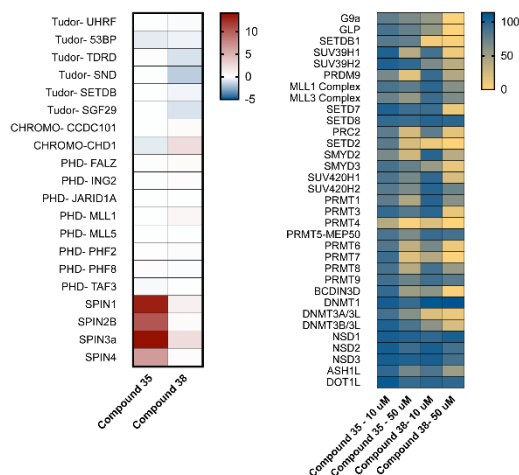 Tudor- UHRF
Tudor- 53BP
Tudor- TDRD
Tudor- SND
Tudor- SETDB
Tudor- SGF29
CHROMO- CCDC101
CHROMO-CHD1
PHD- FALZ
PHD- ING2
PHD- JARID1A
PHD- MLL1
PHD- MLL5
PHD- PHF2
PHD- PHF8
PHD- TAF3
SPIN1
SPIN2B
SPIN3a
SPIN4
Compound 35
Compound 38
10
5
0
-5
G9a
GLP
SETDB1
SUV39H1
SUV39H2
PRDM9
MLL1 Complex
MLL3 Complex
SETD7
SETD8
PRC2
SETD2
SMYD2
SMYD3
SUV420H1
SUV420H2
PRMT1
PRMT3
PRMT4
PRMT5-MEP50
PRMT6
PRMT7
PRMT8
PRMT9
BCDIN3D
DNMT1
DNMT3A/3L
DNMT3B/3L
NSD1
NSD2
NSD3
ASH1L
DOT1L
Compound 35 - 10 uM
Compound 35 - 50 uM
Compound 38- 10 uM
Compound 38- 50 uM
100
50
0